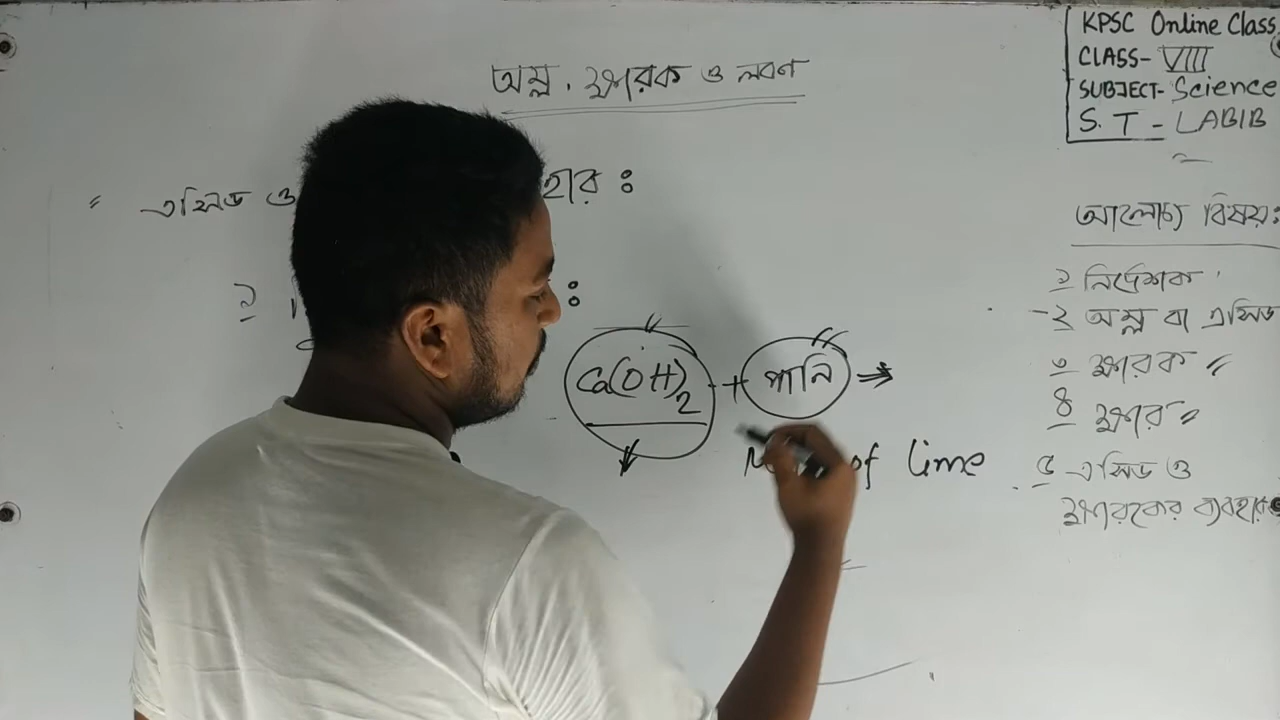 অম্ল, ক্ষারক ও লবণ
KPSC Online Class
CLASS- VIII
SUBJECT- Science
S. T - LABIB
এসিড ও হার :
আলোচ্য বিষয়:
১ নির্দেশক
২ অম্ল বা এসিড
৩ ক্ষারক "
৪ ক্ষার "
৫ এসিড ও
ক্ষারকের ব্যবহার
Ca(OH)2 + পানি ⇒
of lime